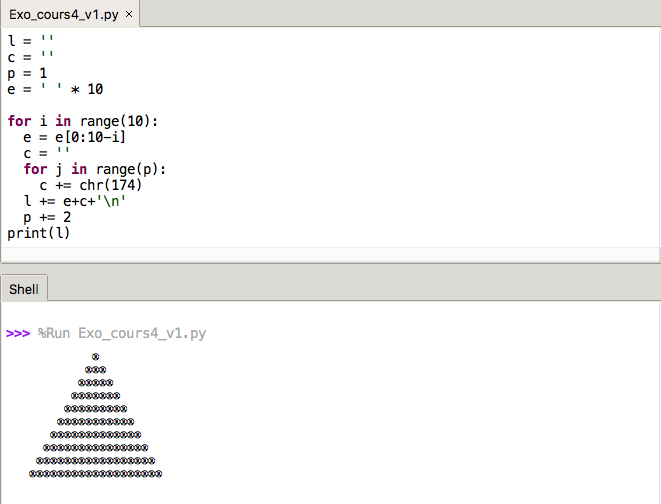 Exo_cours4_v1.py ×
l = ''
c = ''
p = 1
e = ' ' * 10

for i in range(10):
  e = e[0:10-i]
  c = ''
  for j in range(p):
    c += chr(174)
  l += e+c+'\n'
  p += 2
print(l)

Shell

>>> %Run Exo_cours4_v1.py
          ®
         ®®®
        ®®®®®
       ®®®®®®®
      ®®®®®®®®®
     ®®®®®®®®®®®
    ®®®®®®®®®®®®®
   ®®®®®®®®®®®®®®®
  ®®®®®®®®®®®®®®®®®
 ®®®®®®®®®®®®®®®®®®®